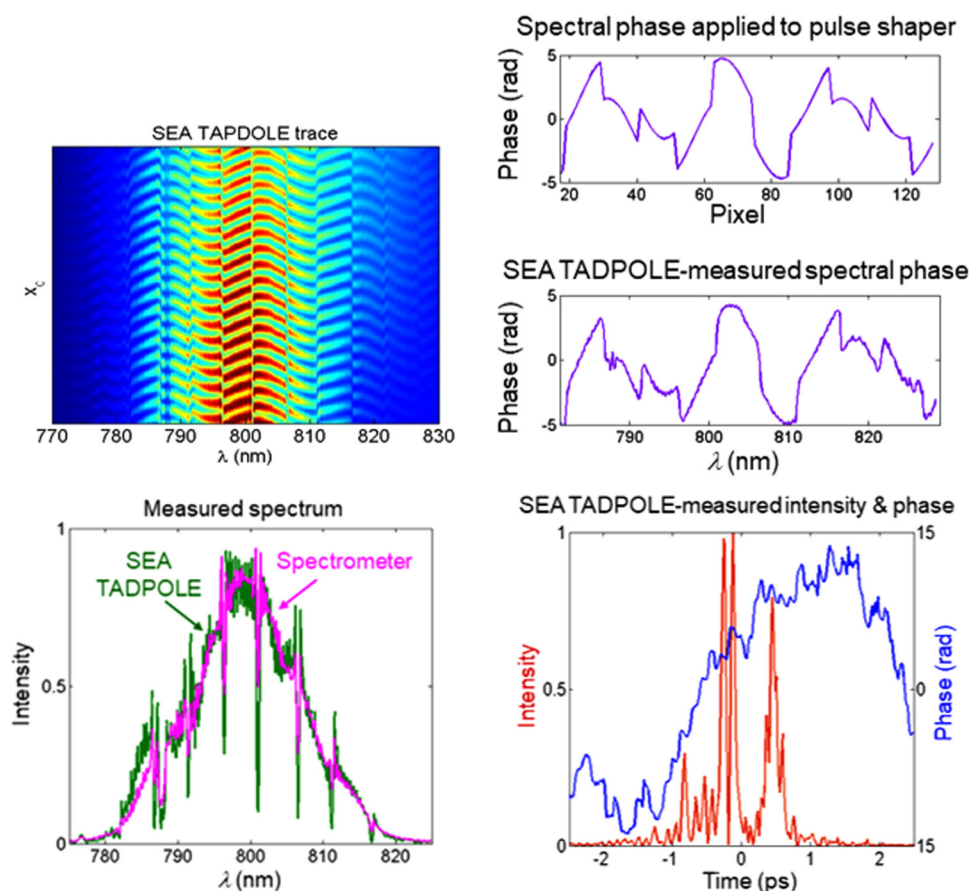 SEA TAPDOLE trace
x_c
770 780 790 800 810 820 830
λ (nm)
Spectral phase applied to pulse shaper
Phase (rad)
5
0
-5
20 40 60 80 100 120
Pixel
SEA TADPOLE-measured spectral phase
Phase (rad)
5
0
-5
790 800 810 820
λ (nm)
Measured spectrum
Intensity
1
0.5
0
SEA
TADPOLE
Spectrometer
780 790 800 810 820
λ (nm)
SEA TADPOLE-measured intensity & phase
Intensity
1
0.5
0
15
0
15
Phase (rad)
-2 -1 0 1 2
Time (ps)